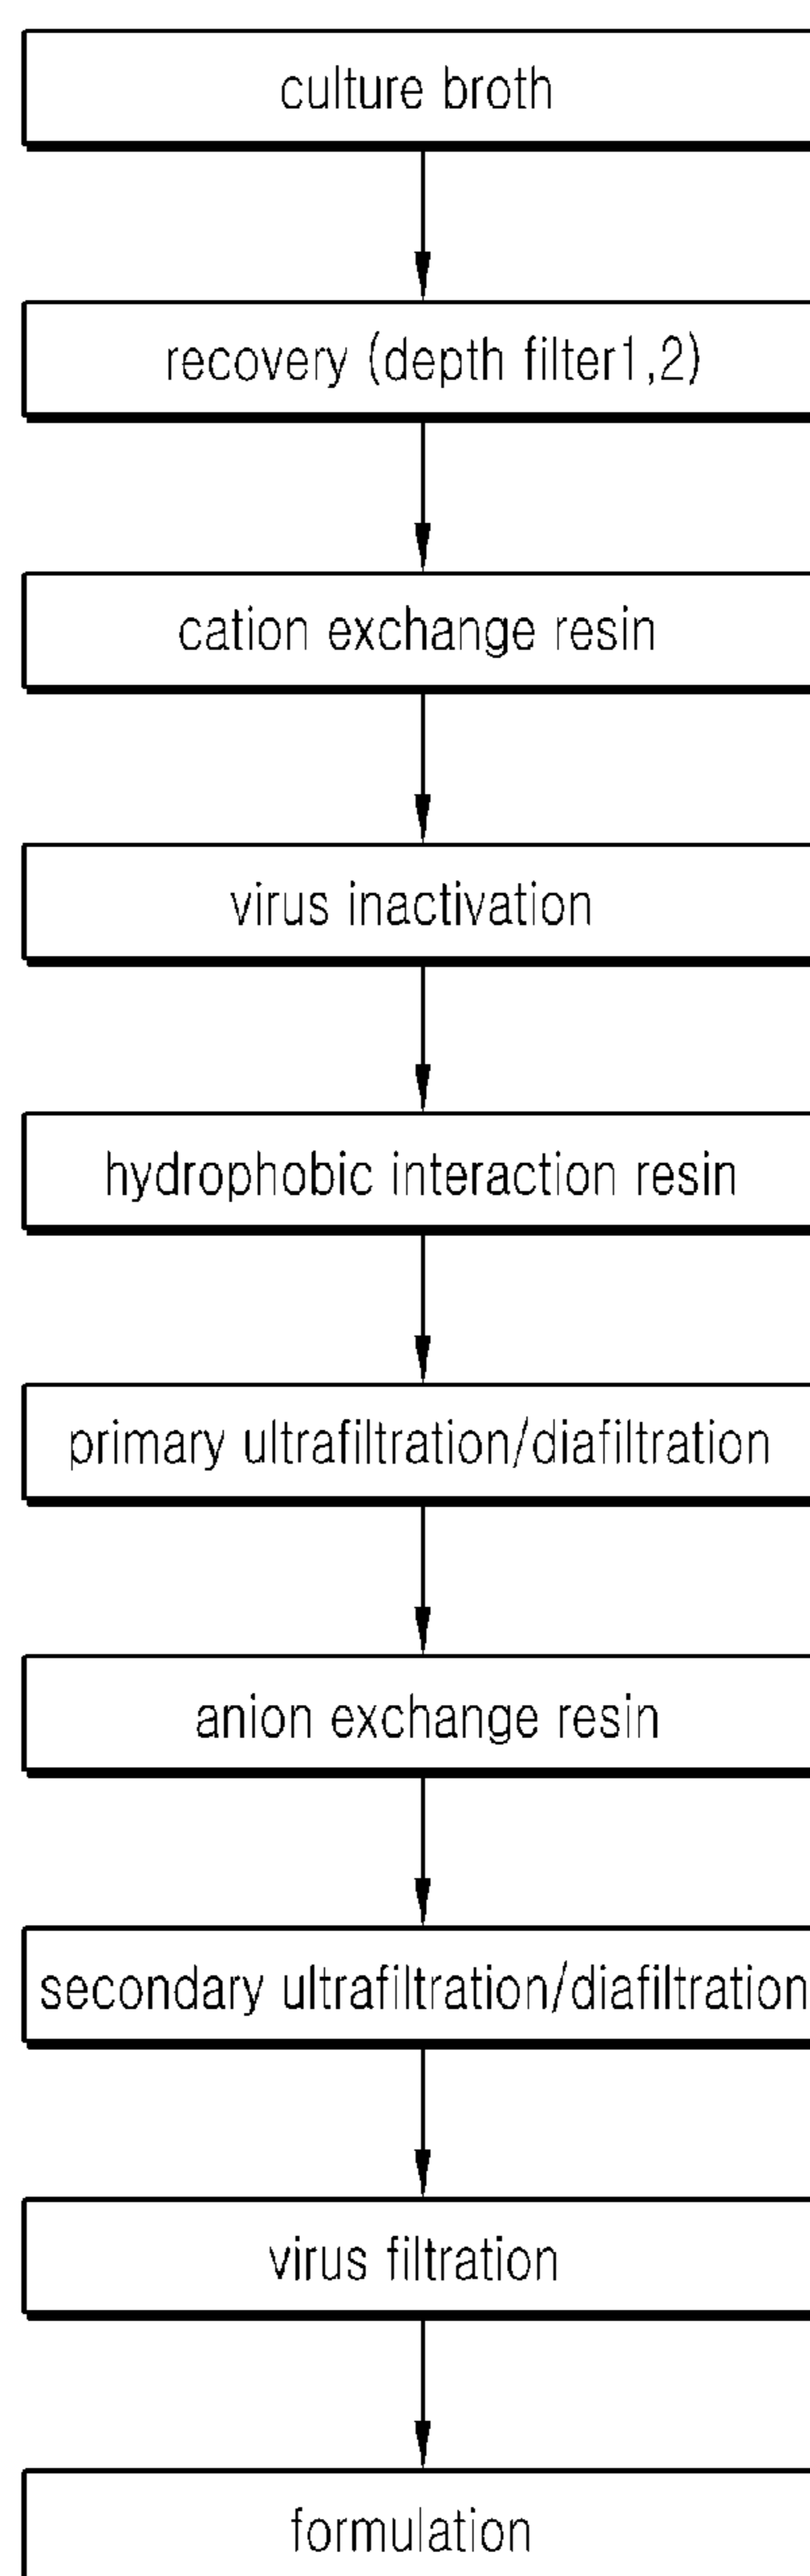 culture broth
recovery (depth filter1,2)
cation exchange resin
virus inactivation
hydrophobic interaction resin
primary ultrafiltration/diafiltration
anion exchange resin
secondary ultrafiltration/diafiltration
virus filtration
formulation